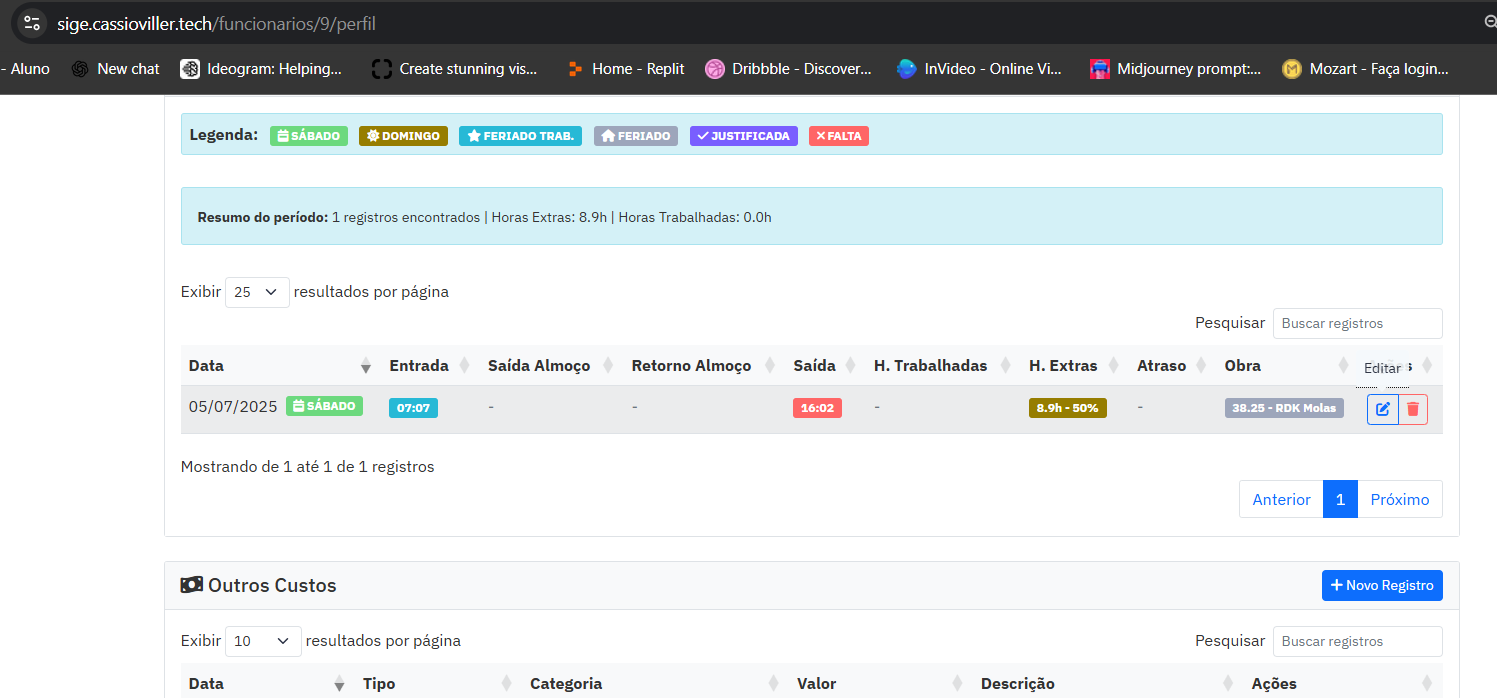 sige.cassioviller.tech/funcionarios/9/perfil
- Aluno New chat Ideogram: Helping... Create stunning vis... Home - Replit Dribbble - Discover... InVideo - Online Vi... Midjourney prompt:... Mozart - Faça login...
Legenda: SÁBADO DOMINGO FERIADO TRAB. FERIADO JUSTIFICADA FALTA
Resumo do período: 1 registros encontrados | Horas Extras: 8.9h | Horas Trabalhadas: 0.0h
Exibir 25 resultados por página
Pesquisar Buscar registros
Data Entrada Saída Almoço Retorno Almoço Saída H. Trabalhadas H. Extras Atraso Obra Editar
05/07/2025 SÁBADO 07:07 - - 16:02 - 8.9h - 50% - 38.25 - RDK Molas
Mostrando de 1 até 1 de 1 registros
Anterior 1 Próximo
Outros Custos + Novo Registro
Exibir 10 resultados por página Pesquisar Buscar registros
Data Tipo Categoria Valor Descrição Ações